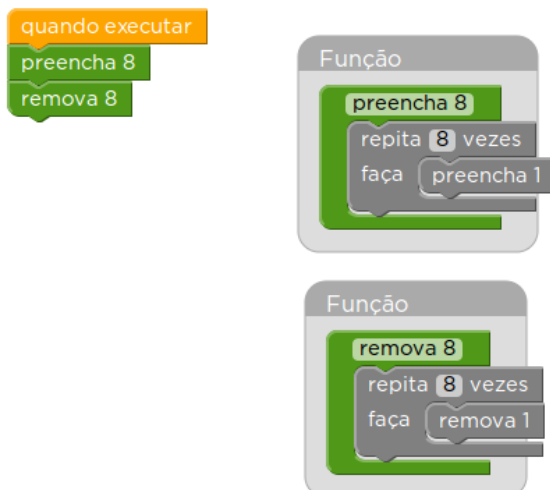 quando executar
preencha 8
remova 8
Função
preencha 8
repita 8 vezes
faça preencha 1
Função
remova 8
repita 8 vezes
faça remova 1